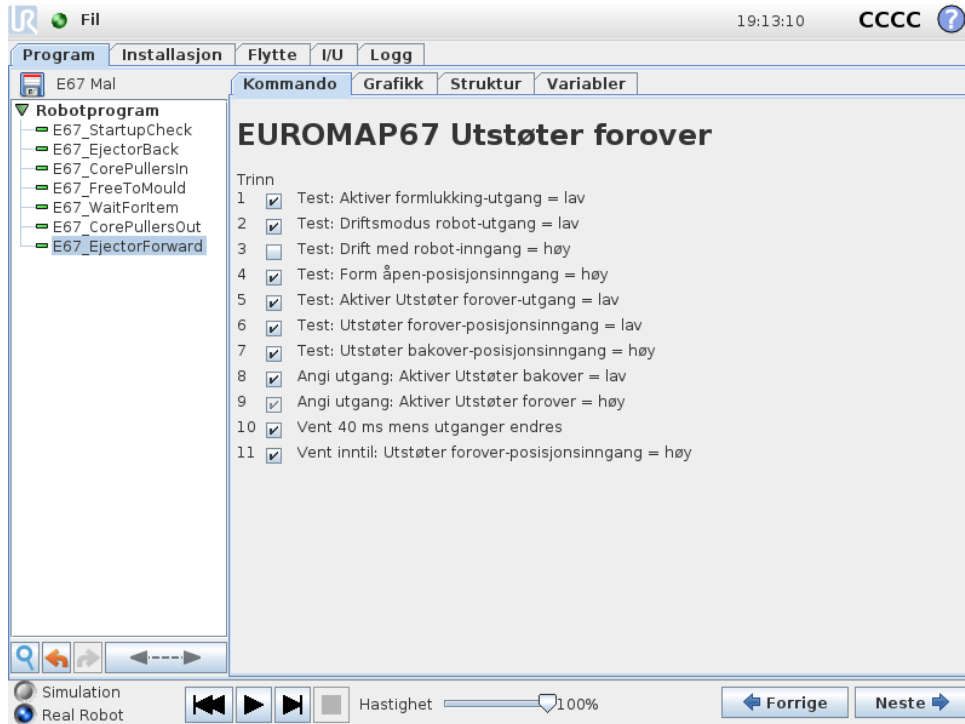 UR Fil 19:13:10 CCCC ?
Program Installasjon Flytte I/U Logg
E67 Mal
Kommando Grafikk Struktur Variabler
Robotprogram
E67_StartupCheck
E67_EjectorBack
E67_CorePullersIn
E67_FreeToMould
E67_WaitForItem
E67_CorePullersOut
E67_EjectorForward
EUROMAP67 Utstøter forover
Trinn
1 Test: Aktiver formlukking-utgang = lav
2 Test: Driftsmodus robot-utgang = lav
3 Test: Drift med robot-inngang = høy
4 Test: Form åpen-posisjonsinngang = høy
5 Test: Aktiver Utstøter forover-utgang = lav
6 Test: Utstøter forover-posisjonsinngang = lav
7 Test: Utstøter bakover-posisjonsinngang = høy
8 Angi utgang: Aktiver Utstøter bakover = lav
9 Angi utgang: Aktiver Utstøter forover = høy
10 Vent 40 ms mens utganger endres
11 Vent inntil: Utstøter forover-posisjonsinngang = høy
Simulation
Real Robot
Hastighet 100%
Forrige Neste